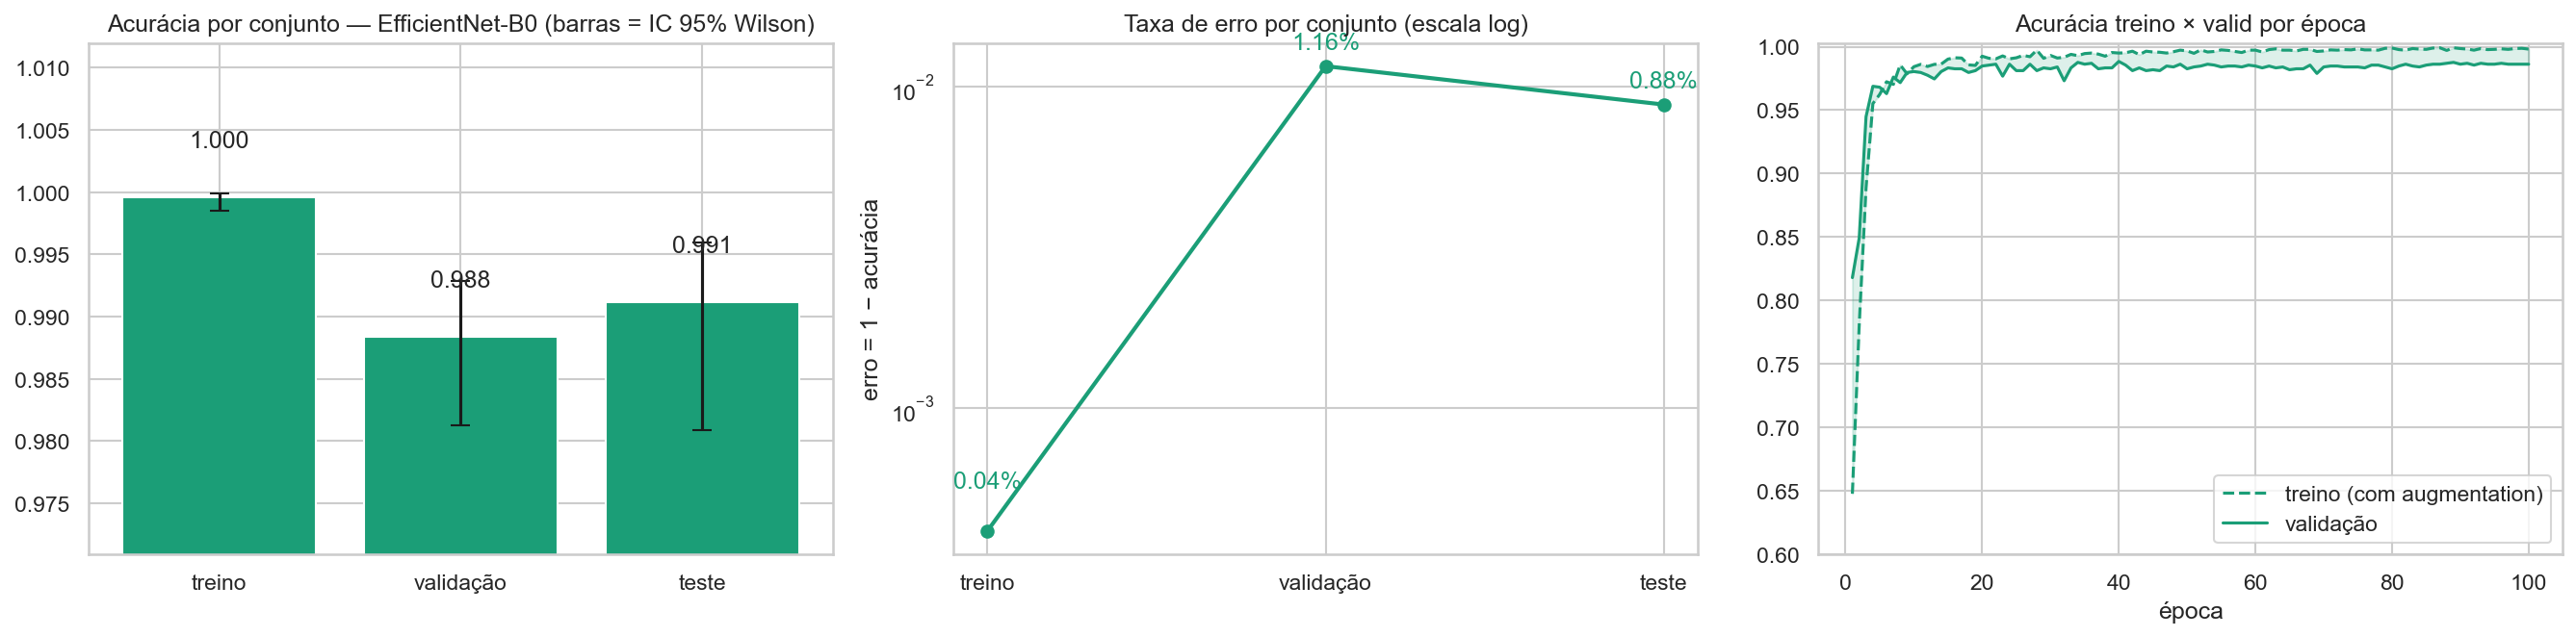 Acurácia por conjunto — EfficientNet-B0 (barras = IC 95% Wilson)
1.010
1.005
1.000
0.995
0.990
0.985
0.980
0.975
1.000
0.988
0.991
treino
validação
teste
Taxa de erro por conjunto (escala log)
erro = 1 − acurácia
10⁻²
10⁻³
0.04%
1.16%
0.88%
treino
validação
teste
Acurácia treino × valid por época
1.00
0.95
0.90
0.85
0.80
0.75
0.70
0.65
0.60
treino (com augmentation)
validação
0
20
40
60
80
100
época